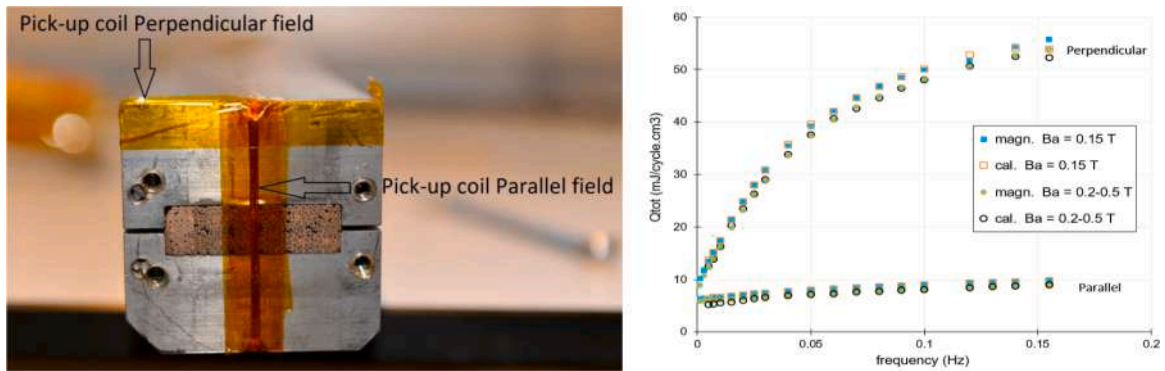 Pick-up coil Perpendicular field
Pick-up coil Parallel field
60
50
40
30
20
10
0
Qtot (mJ/cycle.cm3)
Perpendicular
magn. Ba = 0.15 T
cal. Ba = 0.15 T
magn. Ba = 0.2-0.5 T
cal. Ba = 0.2-0.5 T
Parallel
0 0.05 0.1 0.15 0.2
frequency (Hz)